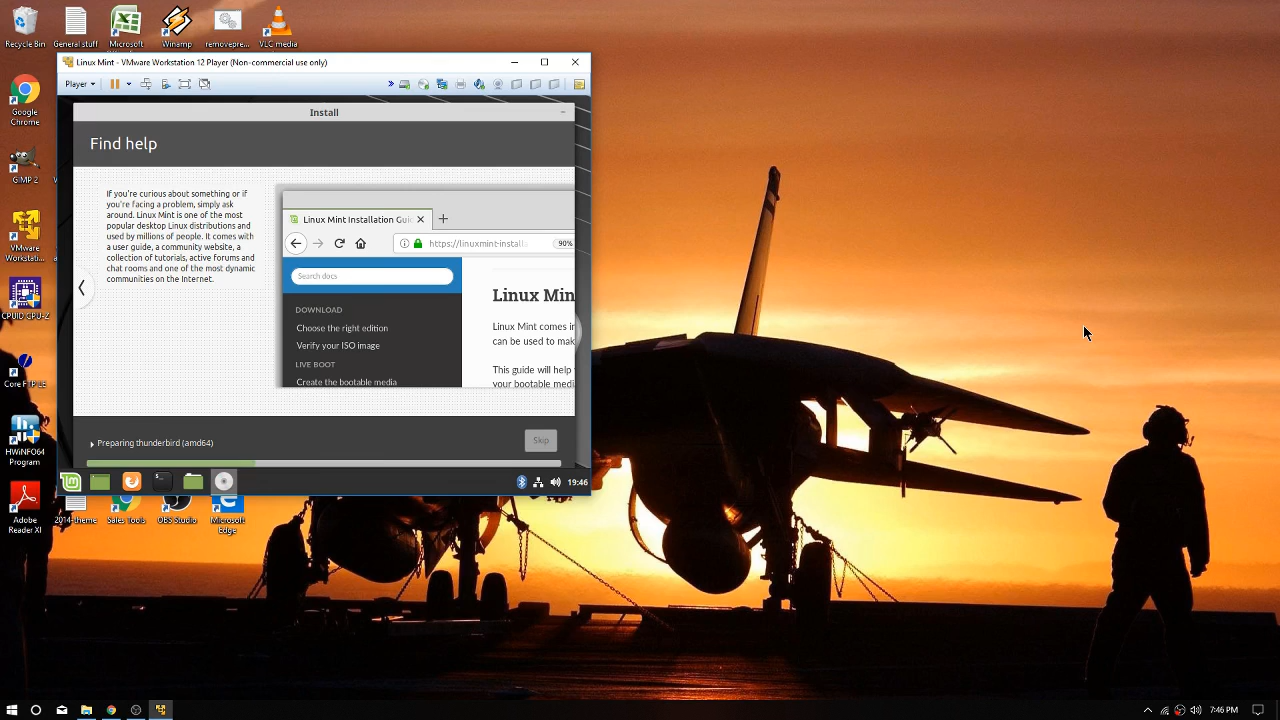 Recycle Bin
General stuff
Microsoft
Winamp
removepre...
VLC media
Linux Mint - VMware Workstation 12 Player (Non-commercial use only)
Player
Google
Chrome
GIMP 2
VMware
Workstati...
CPUID CPU-Z
Core FTP LE
HWiNFO64
Program
Adobe
Reader XI
Install
Find help
If you're curious about something or if
you're facing a problem, simply ask
around. Linux Mint is one of the most
popular desktop Linux distributions and
used by millions of people. It comes with
a user guide, a community website, a
collection of tutorials, active forums and
chat rooms and one of the most dynamic
communities on the Internet.
Linux Mint Installation Gui
https://linuxmint-install
90%
Search docs
DOWNLOAD
Choose the right edition
Verify your ISO image
LIVE BOOT
Create the bootable media
Linux Min
Linux Mint comes in
can be used to mak
This guide will help
your bootable medi
Preparing thunderbird (amd64)
Skip
19:46
2014-theme
Sales Tools
OBS Studio
Microsoft
Edge
7:46 PM